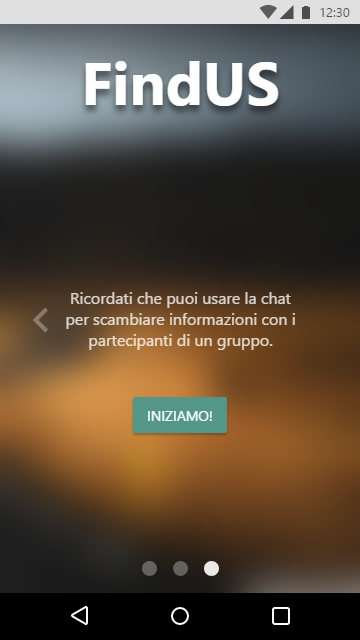 12:30
FindUS
Ricordati che puoi usare la chat
per scambiare informazioni con i
partecipanti di un gruppo.
INIZIAMO!